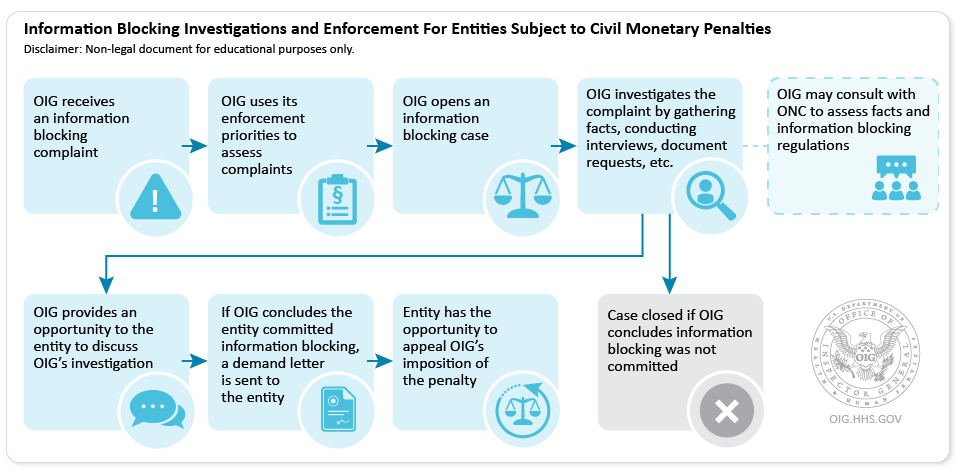 Information Blocking Investigations and Enforcement For Entities Subject to Civil Monetary Penalties
Disclaimer: Non-legal document for educational purposes only.
OIG receives
an information
blocking
complaint
OIG uses its
enforcement
priorities to
assess
complaints
§
OIG opens an
information
blocking case
OIG investigates the
complaint by gathering
facts, conducting
interviews, document
requests, etc.
OIG may consult with
ONC to assess facts and
information blocking
regulations
OIG provides an
opportunity to the
entity to discuss
OIG's investigation
If OIG concludes the
entity committed
information blocking,
a demand letter
is sent to
the entity
Entity has the
opportunity to
appeal OIG's
imposition of
the penalty
Case closed if OIG
concludes information
blocking was not
committed
U.S. DEPARTMENT OF
HEALTH & HUMAN SERVICES
OFFICE OF
INSPECTOR GENERAL
OIG
OIG.HHS.GOV